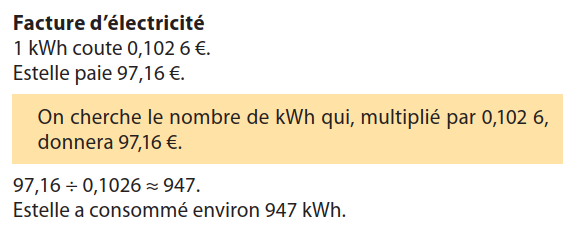 Facture d’électricité
1 kWh coute 0,102 6 €.
Estelle paie 97,16 €.
On cherche le nombre de kWh qui, multiplié par 0,102 6,
donnera 97,16 €.
97,16 ÷ 0,1026 ≈ 947.
Estelle a consommé environ 947 kWh.